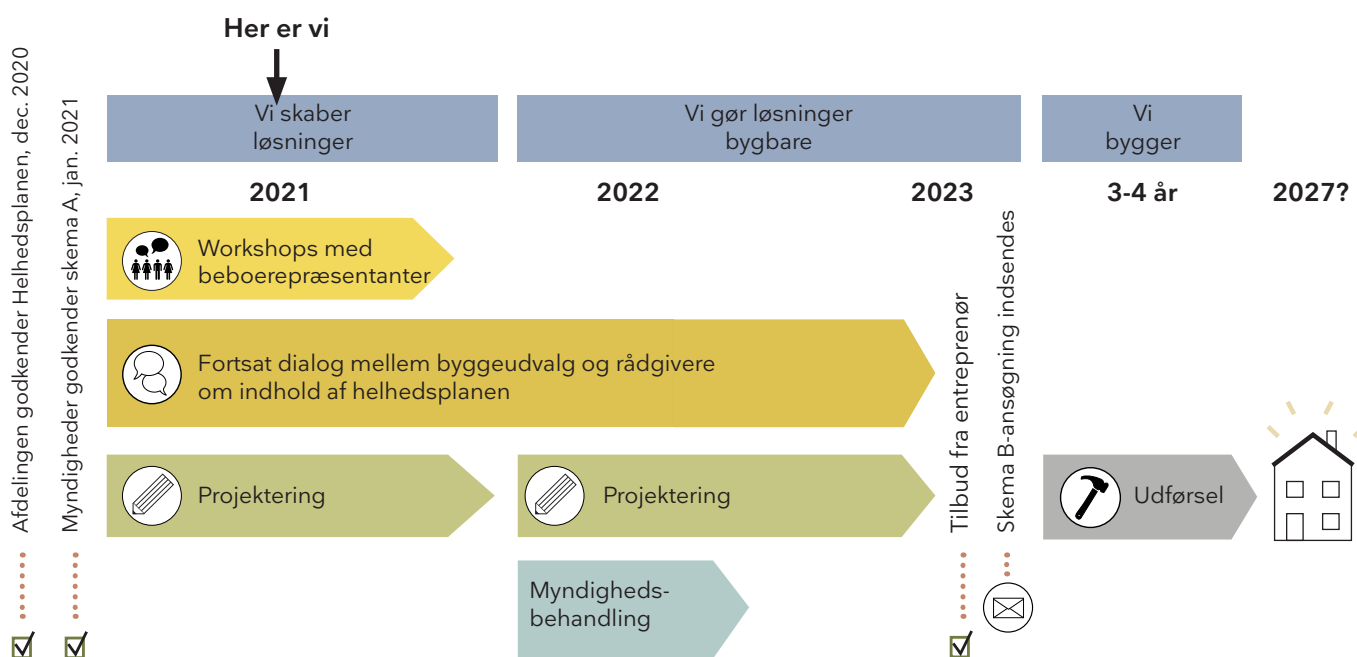 Her er vi
Afdelingen godkender Helhedsplanen, dec. 2020
Myndigheder godkender skema A, jan. 2021
Vi skaber
løsninger
Vi gør løsninger
bygbare
Vi
bygger
2021
2022
2023
3-4 år
2027?
Workshops med
beboerepræsentanter
Fortsat dialog mellem byggeudvalg og rådgivere
om indhold af helhedsplanen
Projektering
Projektering
Tilbud fra entreprenør
Skema B-ansøgning indsendes
Udførsel
Myndigheds-
behandling